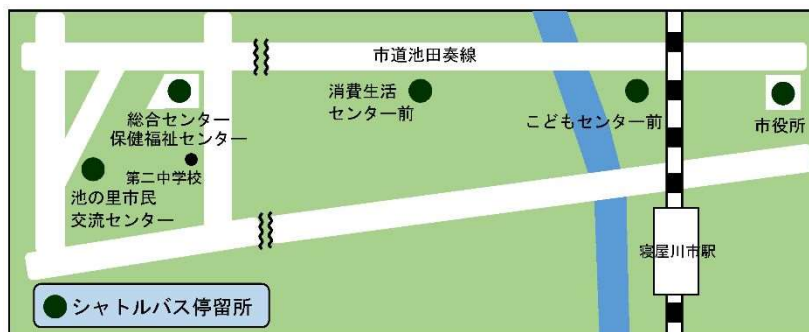 市道池田奏線
総合センター
保健福祉センター
第二中学校
池の里市民
交流センター
消費生活
センター前
こどもセンター前
市役所
寝屋川市駅
シャトルバス停留所